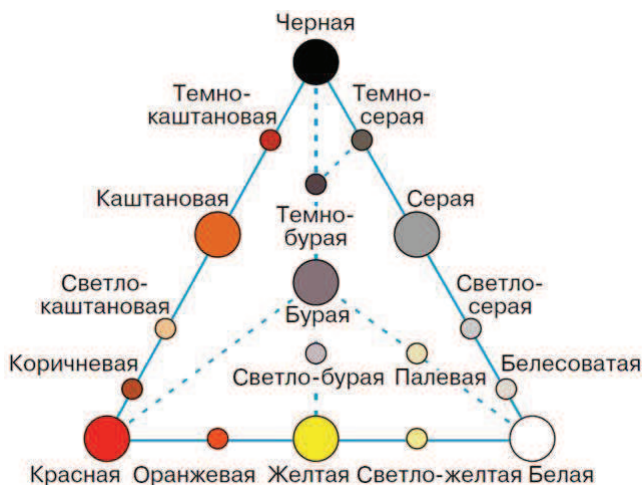 Черная
Темно-
каштановая
Темно-
серая
Каштановая
Темно-
бурая
Серая
Светло-
каштановая
Бурая
Светло-
серая
Коричневая
Светло-бурая
Палевая
Белесоватая
Красная
Оранжевая
Желтая
Светло-желтая
Белая